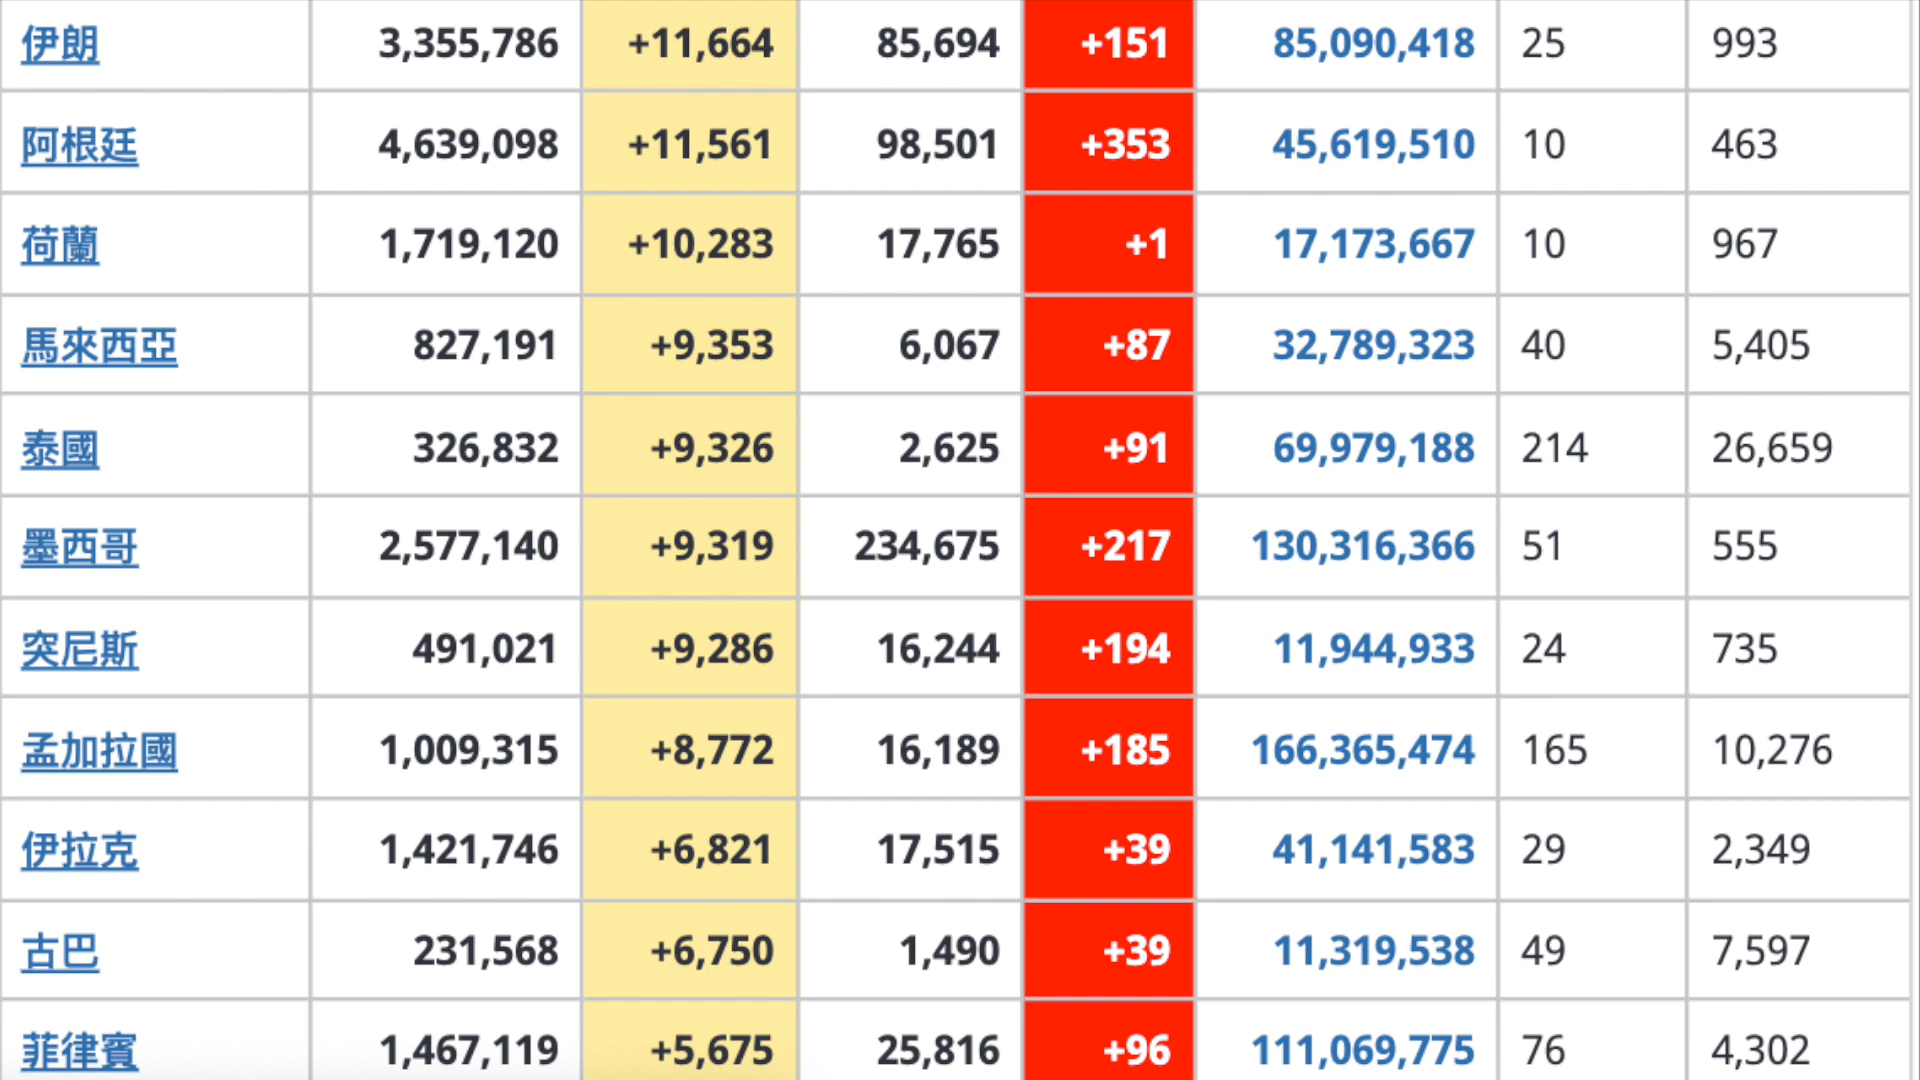 伊朗 3,355,786 +11,664 85,694 +151 85,090,418 25 993
阿根廷 4,639,098 +11,561 98,501 +353 45,619,510 10 463
荷蘭 1,719,120 +10,283 17,765 +1 17,173,667 10 967
馬來西亞 827,191 +9,353 6,067 +87 32,789,323 40 5,405
泰國 326,832 +9,326 2,625 +91 69,979,188 214 26,659
墨西哥 2,577,140 +9,319 234,675 +217 130,316,366 51 555
突尼斯 491,021 +9,286 16,244 +194 11,944,933 24 735
孟加拉國 1,009,315 +8,772 16,189 +185 166,365,474 165 10,276
伊拉克 1,421,746 +6,821 17,515 +39 41,141,583 29 2,349
古巴 231,568 +6,750 1,490 +39 11,319,538 49 7,597
菲律賓 1,467,119 +5,675 25,816 +96 111,069,775 76 4,302